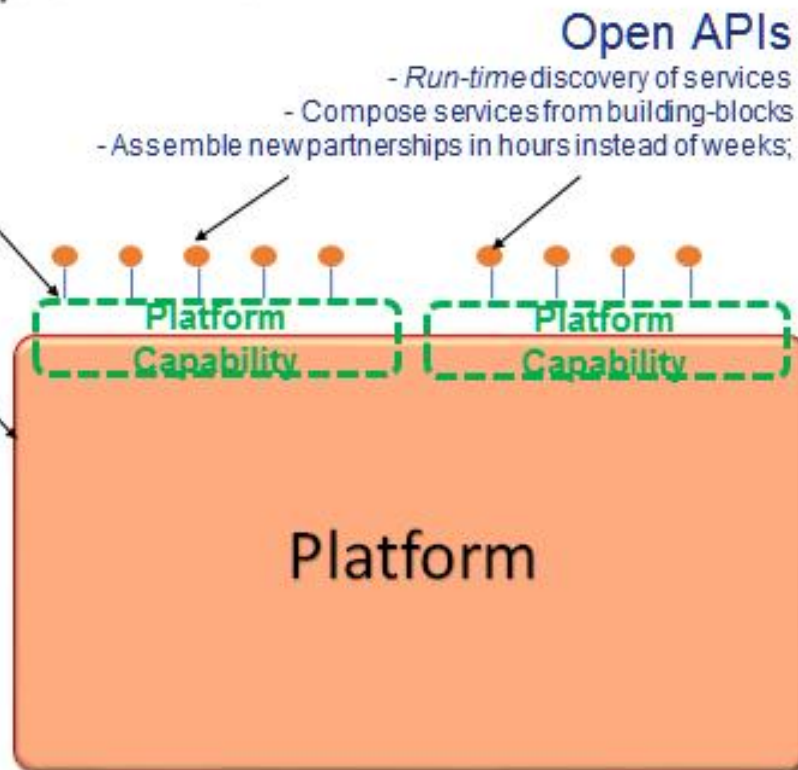 Open APIs
- Run-time discovery of services
- Compose services from building-blocks
- Assemble new partnerships in hours instead of weeks;
Platform Platform
Capability Capability
Platform